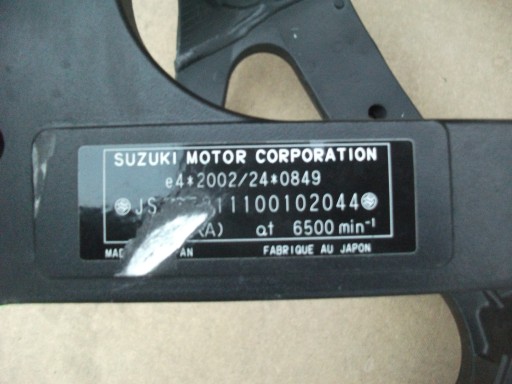 SUZUKI MOTOR CORPORATION
e4*2002/24*0849
11100102044
at 6500 min-1
FABRIQUE AU JAPON